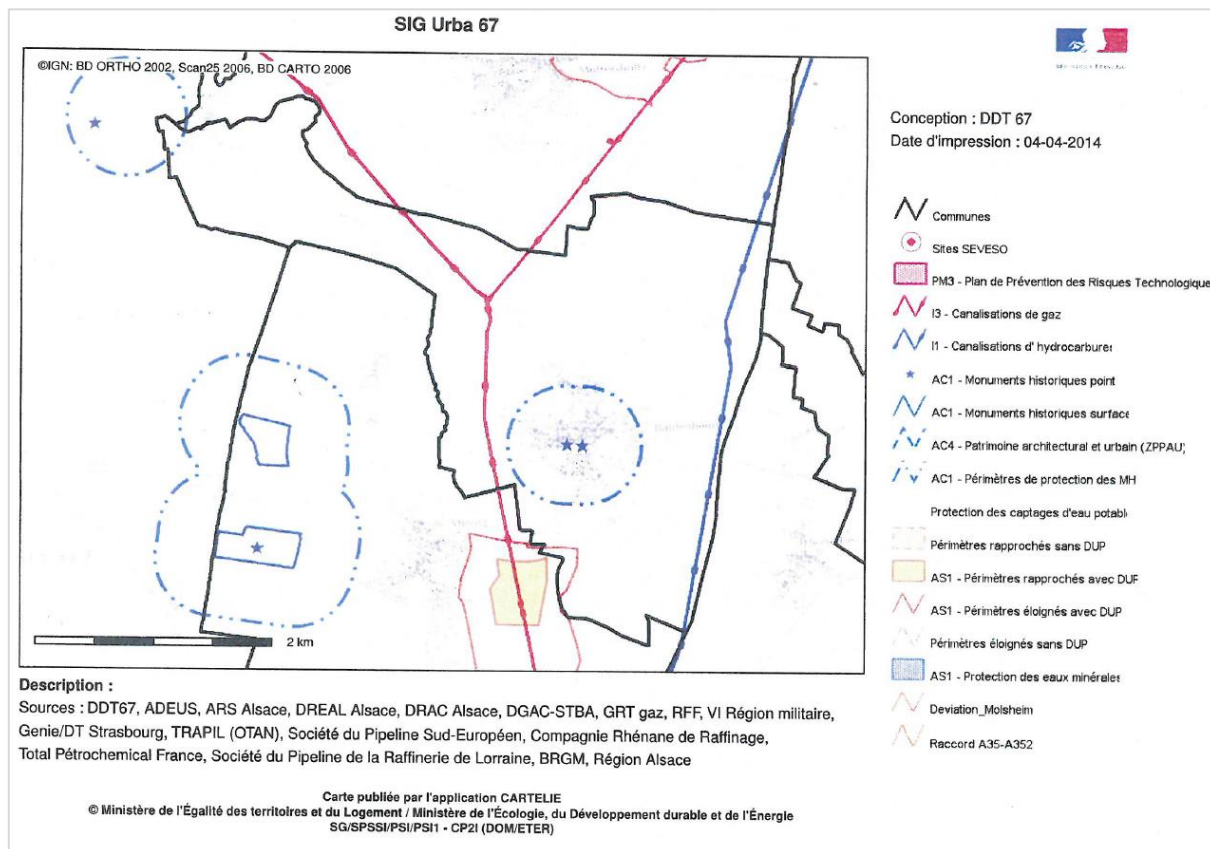 SIG Urba 67
©IGN: BD ORTHO 2002, Scan25 2006, BD CARTO 2006
Conception : DDT 67
Date d'impression : 04-04-2014
Communes
Sites SEVESO
PM3 - Plan de Prévention des Risques Technologique
I3 - Canalisations de gaz
I1 - Canalisations d' hydrocarbures
AC1 - Monuments historiques point
AC1 - Monuments historiques surface
AC4 - Patrimoine architectural et urbain (ZPPAU)
AC1 - Périmètres de protection des MH
Protection des captages d'eau potable
Périmètres rapprochés sans DUP
AS1 - Périmètres rapprochés avec DUP
AS1 - Périmètres éloignés avec DUP
Périmètres éloignés sans DUP
AS1 - Protection des eaux minérales
Deviation_Molsheim
Raccord A35-A352
2 km
Description :
Sources : DDT67, ADEUS, ARS Alsace, DREAL Alsace, DRAC Alsace, DGAC-STBA, GRT gaz, RFF, VI Région militaire,
Genie/DT Strasbourg, TRAPIL (OTAN), Société du Pipeline Sud-Européen, Compagnie Rhénane de Raffinage,
Total Pétrochemical France, Société du Pipeline de la Raffinerie de Lorraine, BRGM, Région Alsace
Carte publiée par l'application CARTELIE
© Ministère de l'Égalité des territoires et du Logement / Ministère de l'Écologie, du Développement durable et de l'Énergie
SG/SPSSI/PSI/PSI1 - CP2I (DOM/ETER)